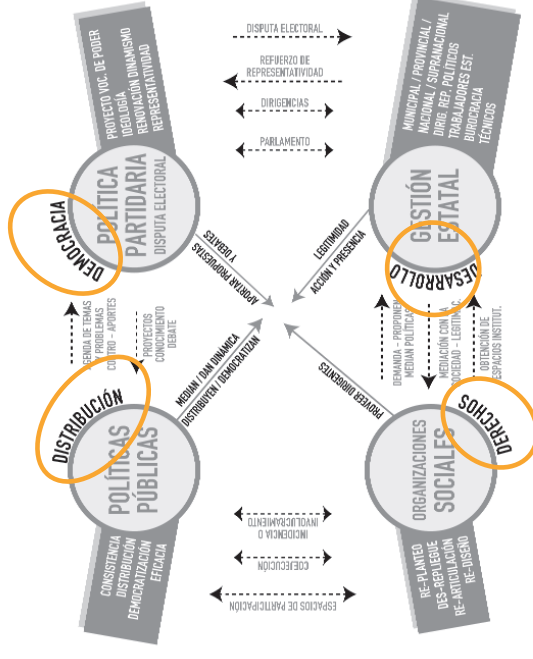 DISPUTA ELECTORAL
REFUERZO DE
REPRESENTATIVIDAD
DIRIGENCIAS
PARLAMENTO
PROYECTO VOC. DE PODER
IDEOLOGÍA
RENOVACIÓN DINAMISMO
REPRESENTATIVIDAD
DEMOCRACIA
POLÍTICA
PARTIDARIA
DISPUTA ELECTORAL
APORTAR PROPUESTAS
Y DEBATES
MUNICIPAL / PROVINCIAL /
NACIONAL / SUPRANACIONAL
DIRIG. REP. POLÍTICOS
TRABAJADORES EST.
BUROCRACIA
TÉCNICOS
GESTIÓN
ESTATAL
DESARROLLO
LEGITIMIDAD
ACCIÓN Y PRESENCIA
AGENDA DE TEMAS
Y PROBLEMAS
CONTRO - APORTES
PROYECTOS
CONOCIMIENTO
DEBATE
DEMANDA - PROPONEN
MEDIAN POLÍTICAS
MEDIACIÓN CON LA
SOCIEDAD - LEGITIMIC.
OBTENCIÓN DE
ESPACIOS INSTITUT.
DISTRIBUCIÓN
POLÍTICAS
PÚBLICAS
MEDIAN / DAN DINÁMICA
DISTRIBUYEN / DEMOCRATIZAN
CONSISTENCIA
DISTRIBUCIÓN
DEMOCRATIZACIÓN
EFICACIA
PROVEER DIRIGENTES
DERECHOS
ORGANIZACIONES
SOCIALES
RE-PLANTEO
DES-REPLIEGUE
RE-ARTICULACIÓN
RE-DISEÑO
INCIDENCIA O
INVOLUCRAMIENTO
COEJECUCIÓN
ESPACIOS DE PARTICIPACIÓN